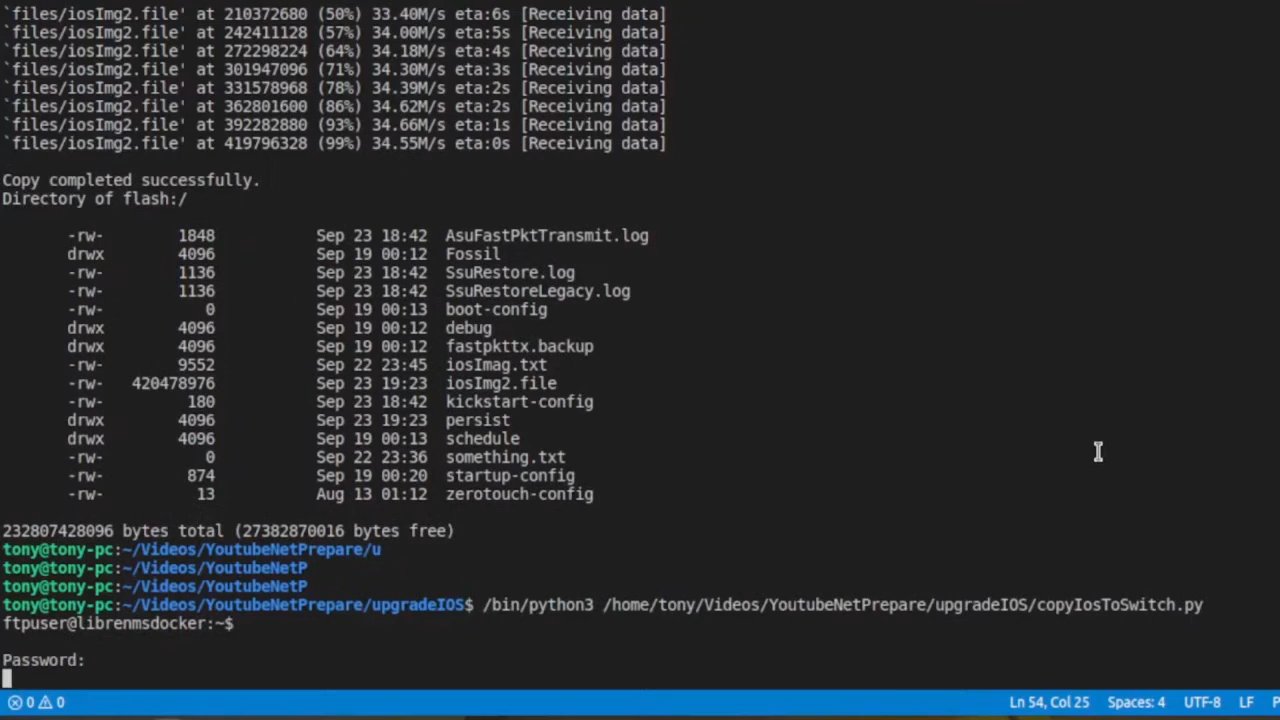 `files/iosImg2.file' at 210372680 (50%) 33.40M/s eta:6s [Receiving data]
`files/iosImg2.file' at 242411128 (57%) 34.00M/s eta:5s [Receiving data]
`files/iosImg2.file' at 272298224 (64%) 34.18M/s eta:4s [Receiving data]
`files/iosImg2.file' at 301947096 (71%) 34.30M/s eta:3s [Receiving data]
`files/iosImg2.file' at 331578968 (78%) 34.39M/s eta:2s [Receiving data]
`files/iosImg2.file' at 362801600 (86%) 34.62M/s eta:2s [Receiving data]
`files/iosImg2.file' at 392282880 (93%) 34.66M/s eta:1s [Receiving data]
`files/iosImg2.file' at 419796328 (99%) 34.55M/s eta:0s [Receiving data]
Copy completed successfully.
Directory of flash:/
-rw- 1848 Sep 23 18:42 AsuFastPktTransmit.log
drwx 4096 Sep 19 00:12 Fossil
-rw- 1136 Sep 23 18:42 SsuRestore.log
-rw- 1136 Sep 23 18:42 SsuRestoreLegacy.log
-rw- 0 Sep 19 00:13 boot-config
drwx 4096 Sep 19 00:12 debug
drwx 4096 Sep 19 00:12 fastpkttx.backup
-rw- 9552 Sep 22 23:45 iosImag.txt
-rw- 420478976 Sep 23 19:23 iosImg2.file
-rw- 180 Sep 23 18:42 kickstart-config
drwx 4096 Sep 23 19:23 persist
drwx 4096 Sep 19 00:13 schedule
-rw- 0 Sep 22 23:36 something.txt
-rw- 874 Sep 19 00:20 startup-config
-rw- 13 Aug 13 01:12 zerotouch-config
232807428096 bytes total (27382870016 bytes free)
tony@tony-pc:~/Videos/YoutubeNetPrepare/u
tony@tony-pc:~/Videos/YoutubeNetP
tony@tony-pc:~/Videos/YoutubeNetP
tony@tony-pc:~/Videos/YoutubeNetPrepare/upgradeIOS$ /bin/python3 /home/tony/Videos/YoutubeNetPrepare/upgradeIOS/copyIosToSwitch.py
ftpuser@librenmsdocker:~$
Password:
0 0 Ln 54, Col 25 Spaces: 4 UTF-8 LF